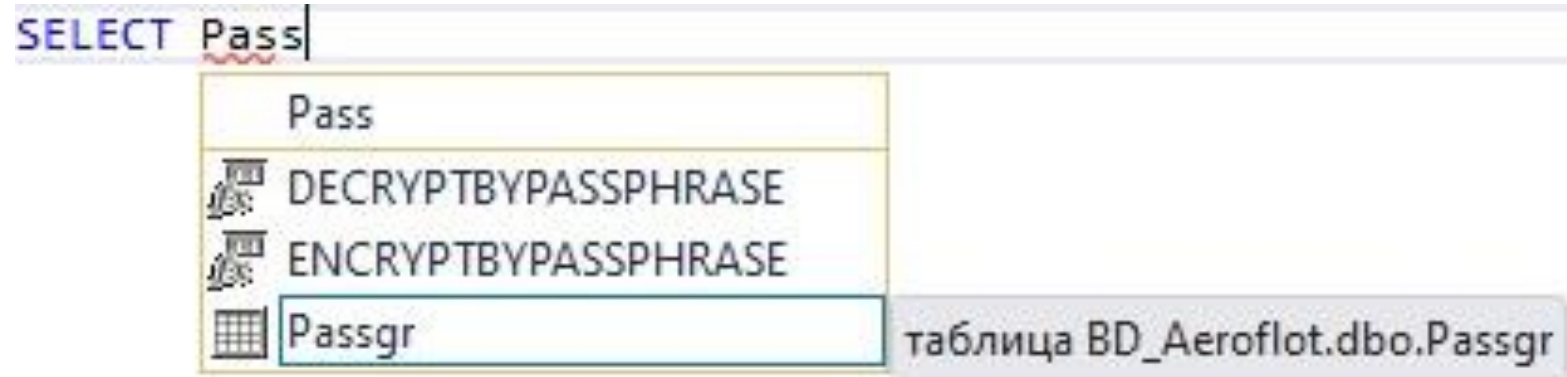 SELECT Pass
Pass
DECRYPTBYPASSPHRASE
ENCRYPTBYPASSPHRASE
Passgr таблица BD_Aeroflot.dbo.Passgr